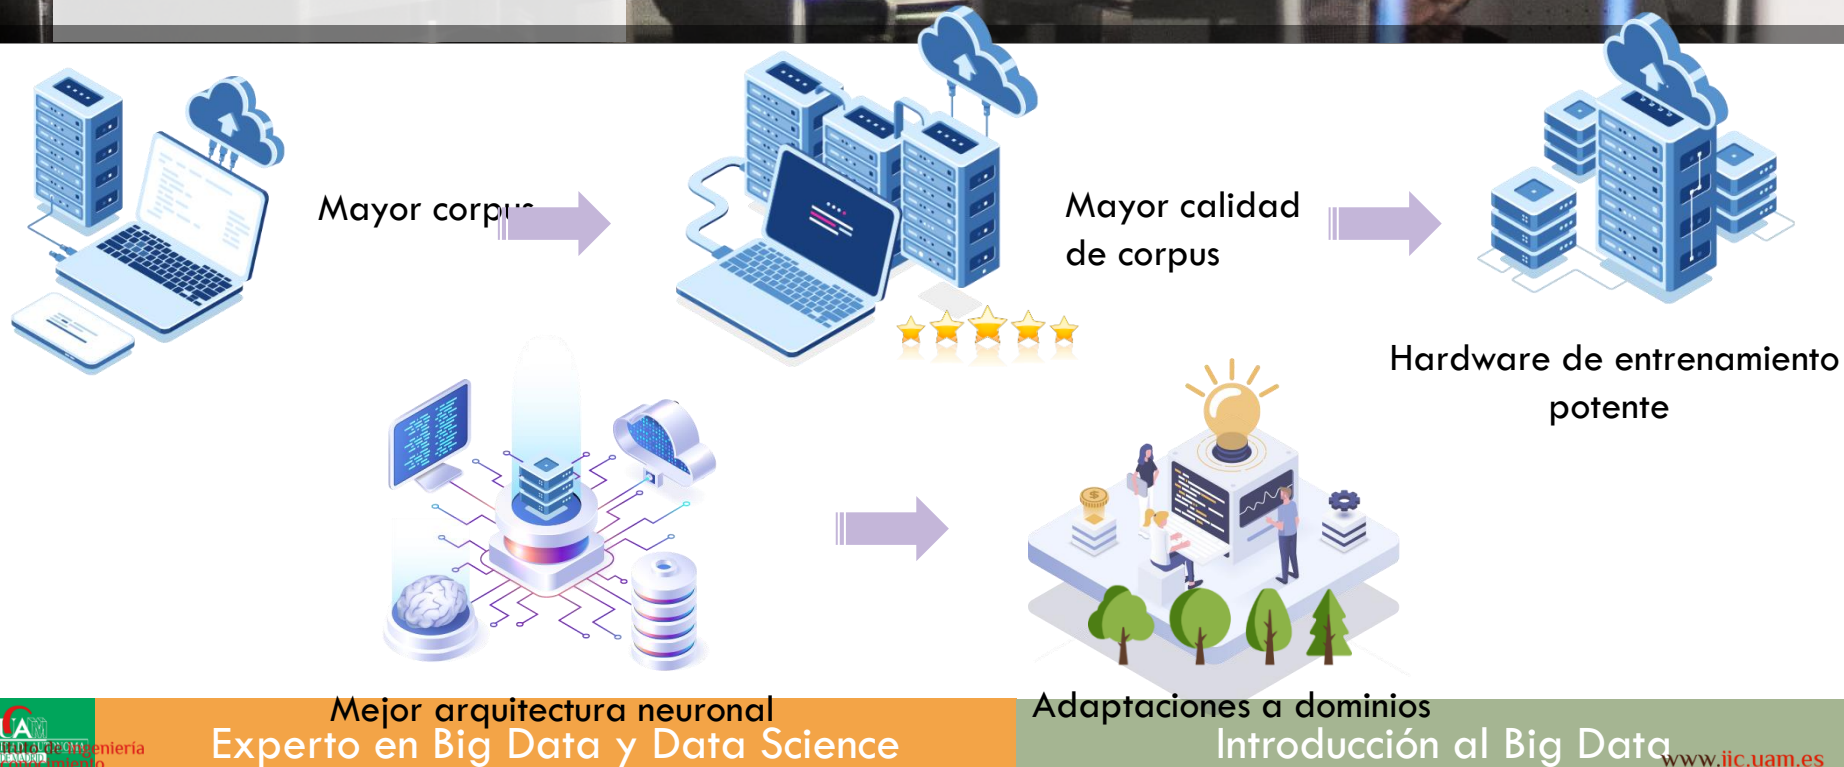 Mayor corpus
Mayor calidad
de corpus
Hardware de entrenamiento
potente
Mejor arquitectura neuronal
Adaptaciones a dominios
Experto en Big Data y Data Science
Introducción al Big Data
www.iic.uam.es